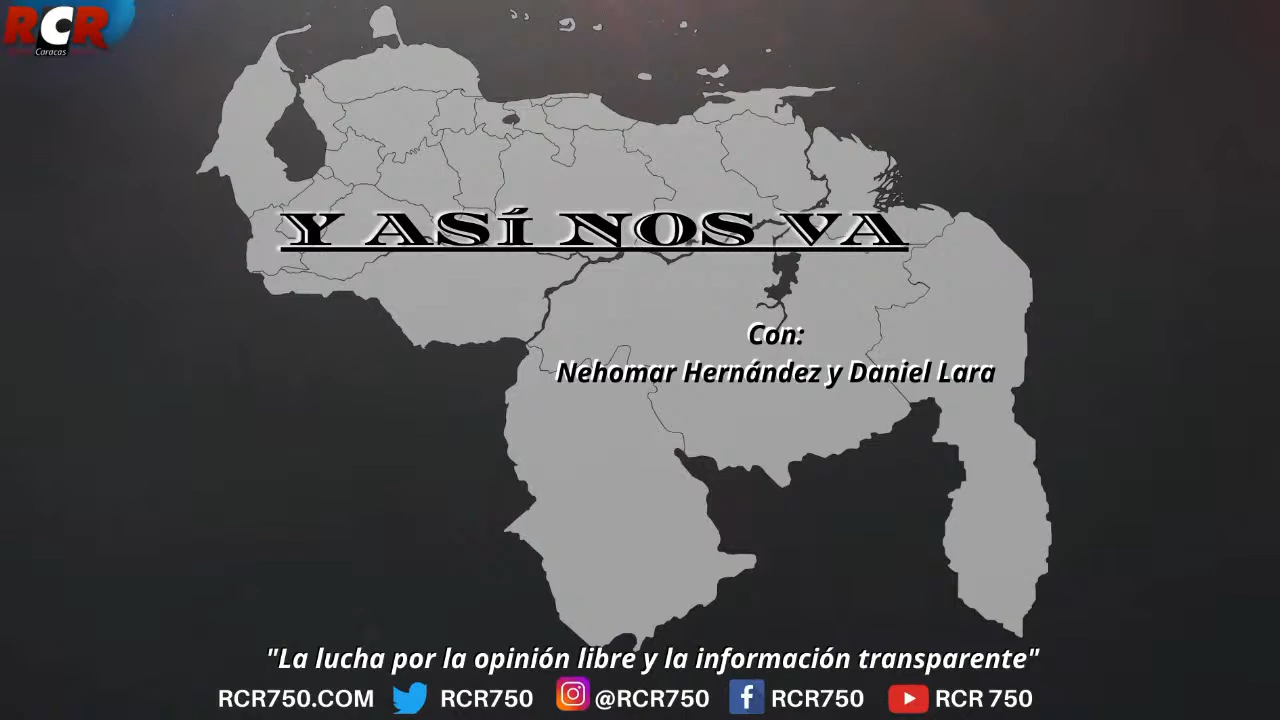 RCR
Caracas
Y ASÍ NOS VA
Con:
Nehomar Hernández y Daniel Lara
"La lucha por la opinión libre y la información transparente"
RCR750.COM RCR750 @RCR750 RCR750 RCR 750